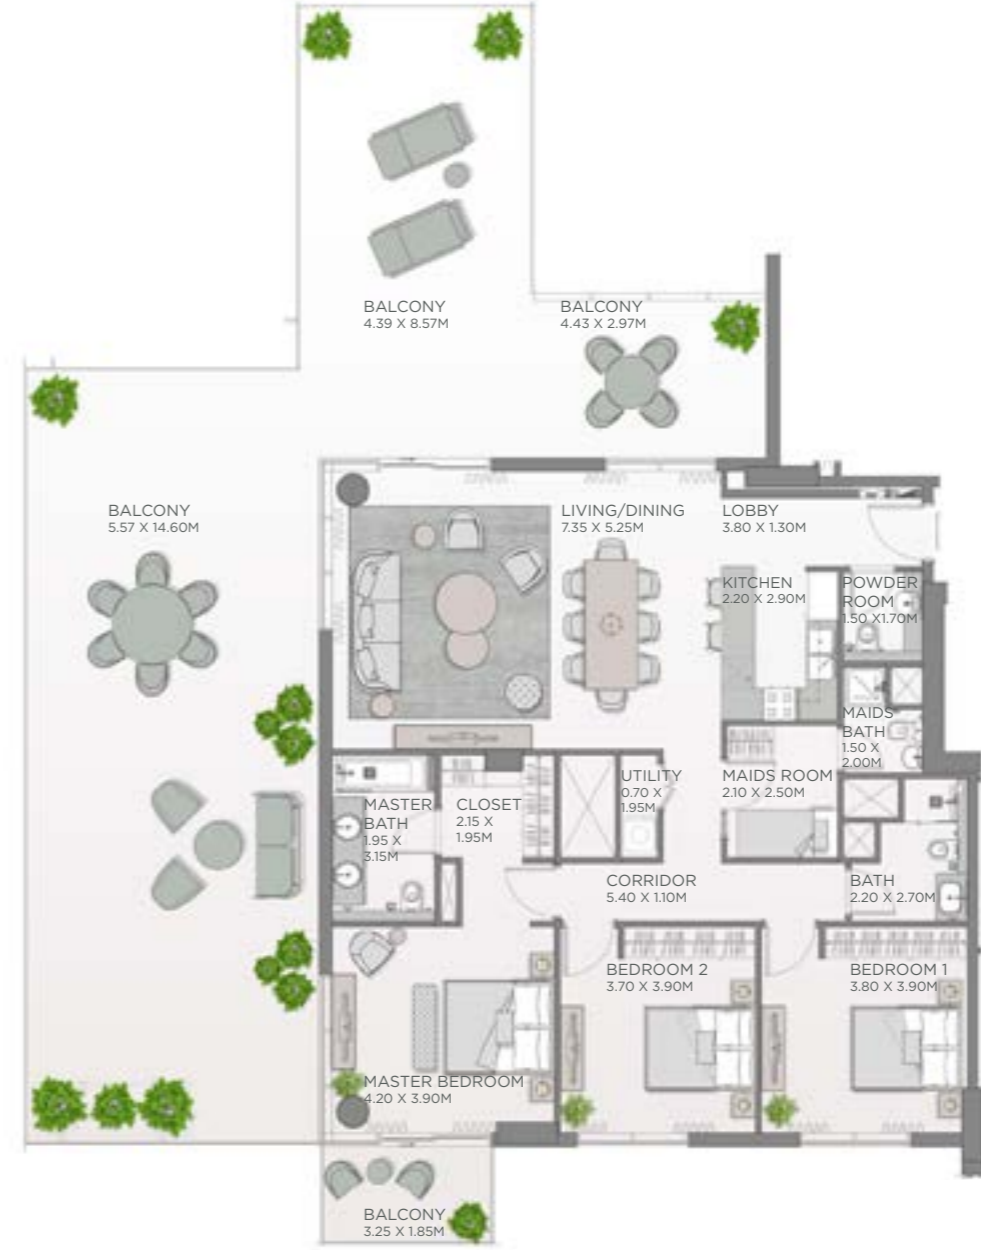 BALCONY
4.39 X 8.57M
BALCONY
4.43 X 2.97M
BALCONY
5.57 X 14.60M
LIVING/DINING
7.35 X 5.25M
LOBBY
3.80 X 1.30M
KITCHEN
2.20 X 2.90M
POWDER
ROOM
1.50 X1.70M
MAIDS
BATH
1.50 X
2.00M
MASTER
BATH
1.95 X
3.15M
CLOSET
2.15 X
1.95M
UTILITY
0.70 X
1.95M
MAIDS ROOM
2.10 X 2.50M
CORRIDOR
5.40 X 1.10M
BATH
2.20 X 2.70M
BEDROOM 2
3.70 X 3.90M
BEDROOM 1
3.80 X 3.90M
MASTER BEDROOM
4.20 X 3.90M
BALCONY
3.25 X 1.85M